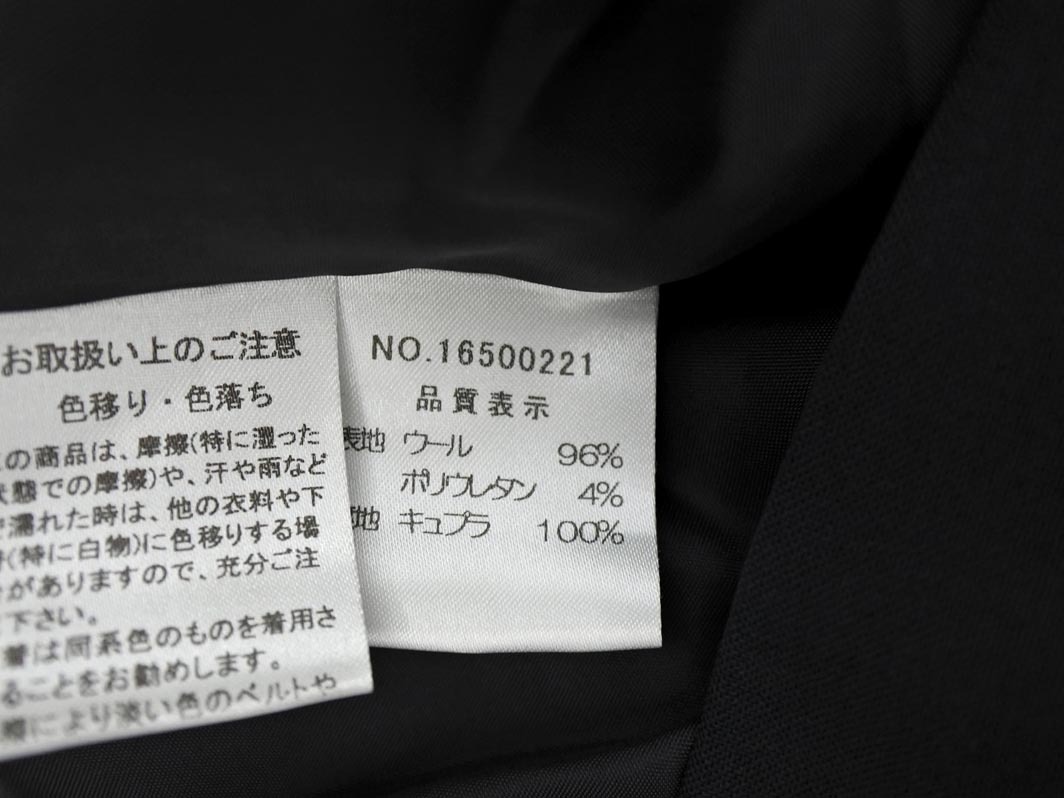 お取扱い上のご注意
色移り・色落ち
の商品は、摩擦(特に湿った
状態での摩擦)や、汗や雨など
で濡れた時は、他の衣料や下
(特に白物)に色移りする場
がありますので、充分ご注
下さい。
着は同系色のものを着用さ
ることをお勧めします。
により淡い色のベルトや
NO.16500221
品質表示
表地 ウール 96%
ポリウレタン 4%
地 キュプラ 100%